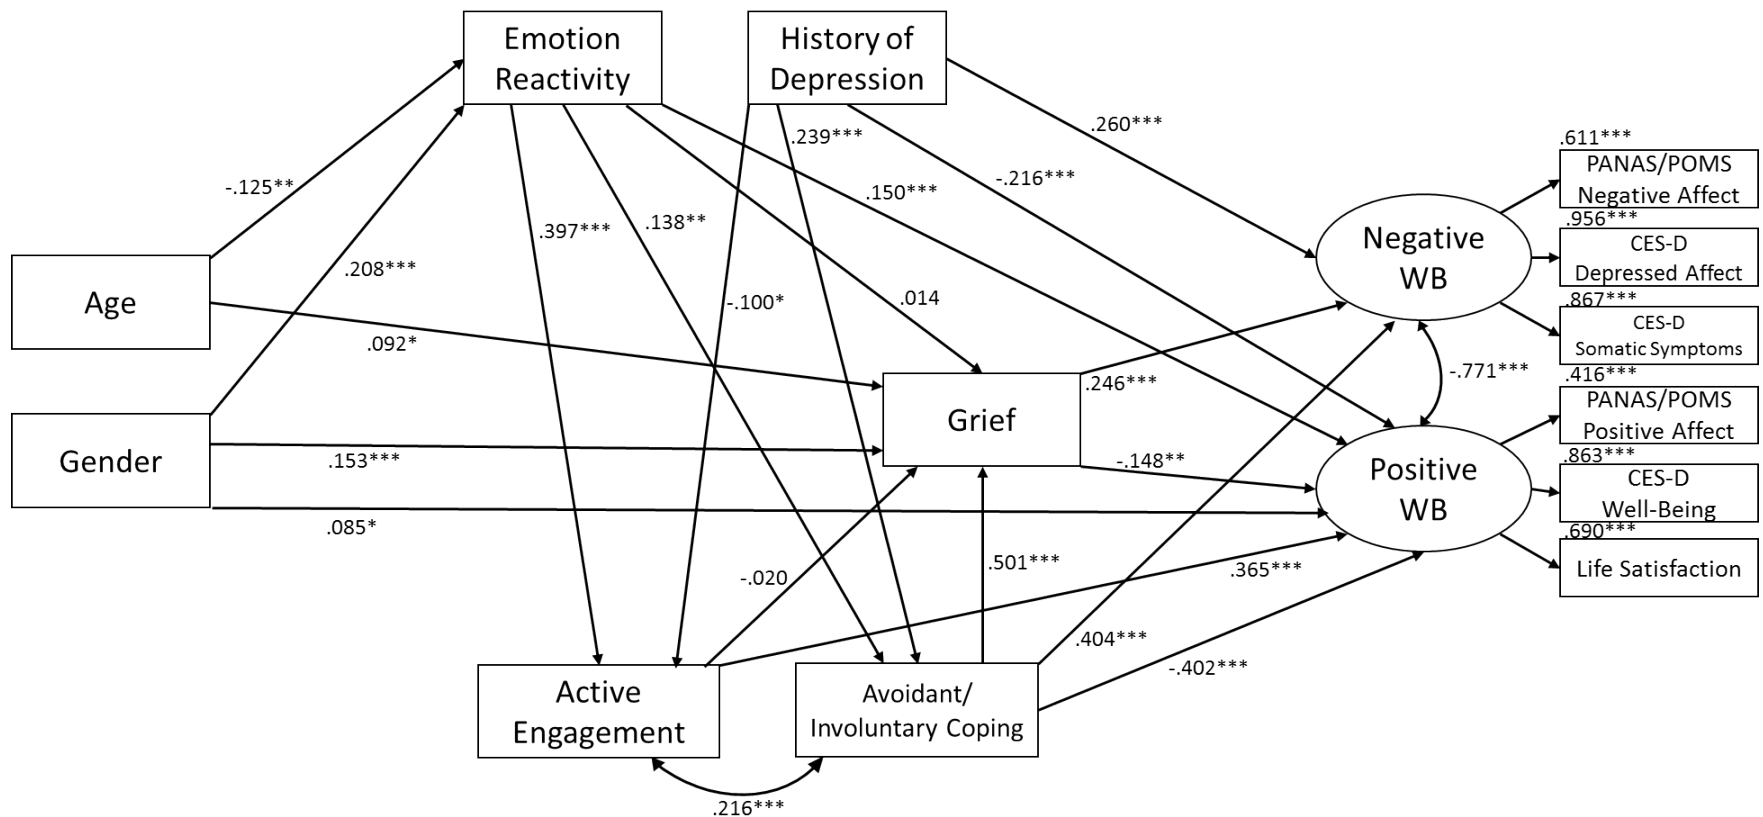 Emotion
Reactivity
History of
Depression
.239***
.260***
.611***
PANAS/POMS
Negative Affect
-.125**
.150***
-.216***
.397***
.138**
.956***
CES-D
Depressed Affect
Negative
WB
.208***
Age
-.100*
.014
.867***
CES-D
Somatic Symptoms
.092*
.246***
-.771***
.416***
PANAS/POMS
Positive Affect
Grief
Gender
.153***
-.148**
Positive
WB
.863***
CES-D
Well-Being
.085*
.690***
Life Satisfaction
-.020
.501***
.365***
.404***
-.402***
Active
Engagement
Avoidant/
Involuntary Coping
.216***